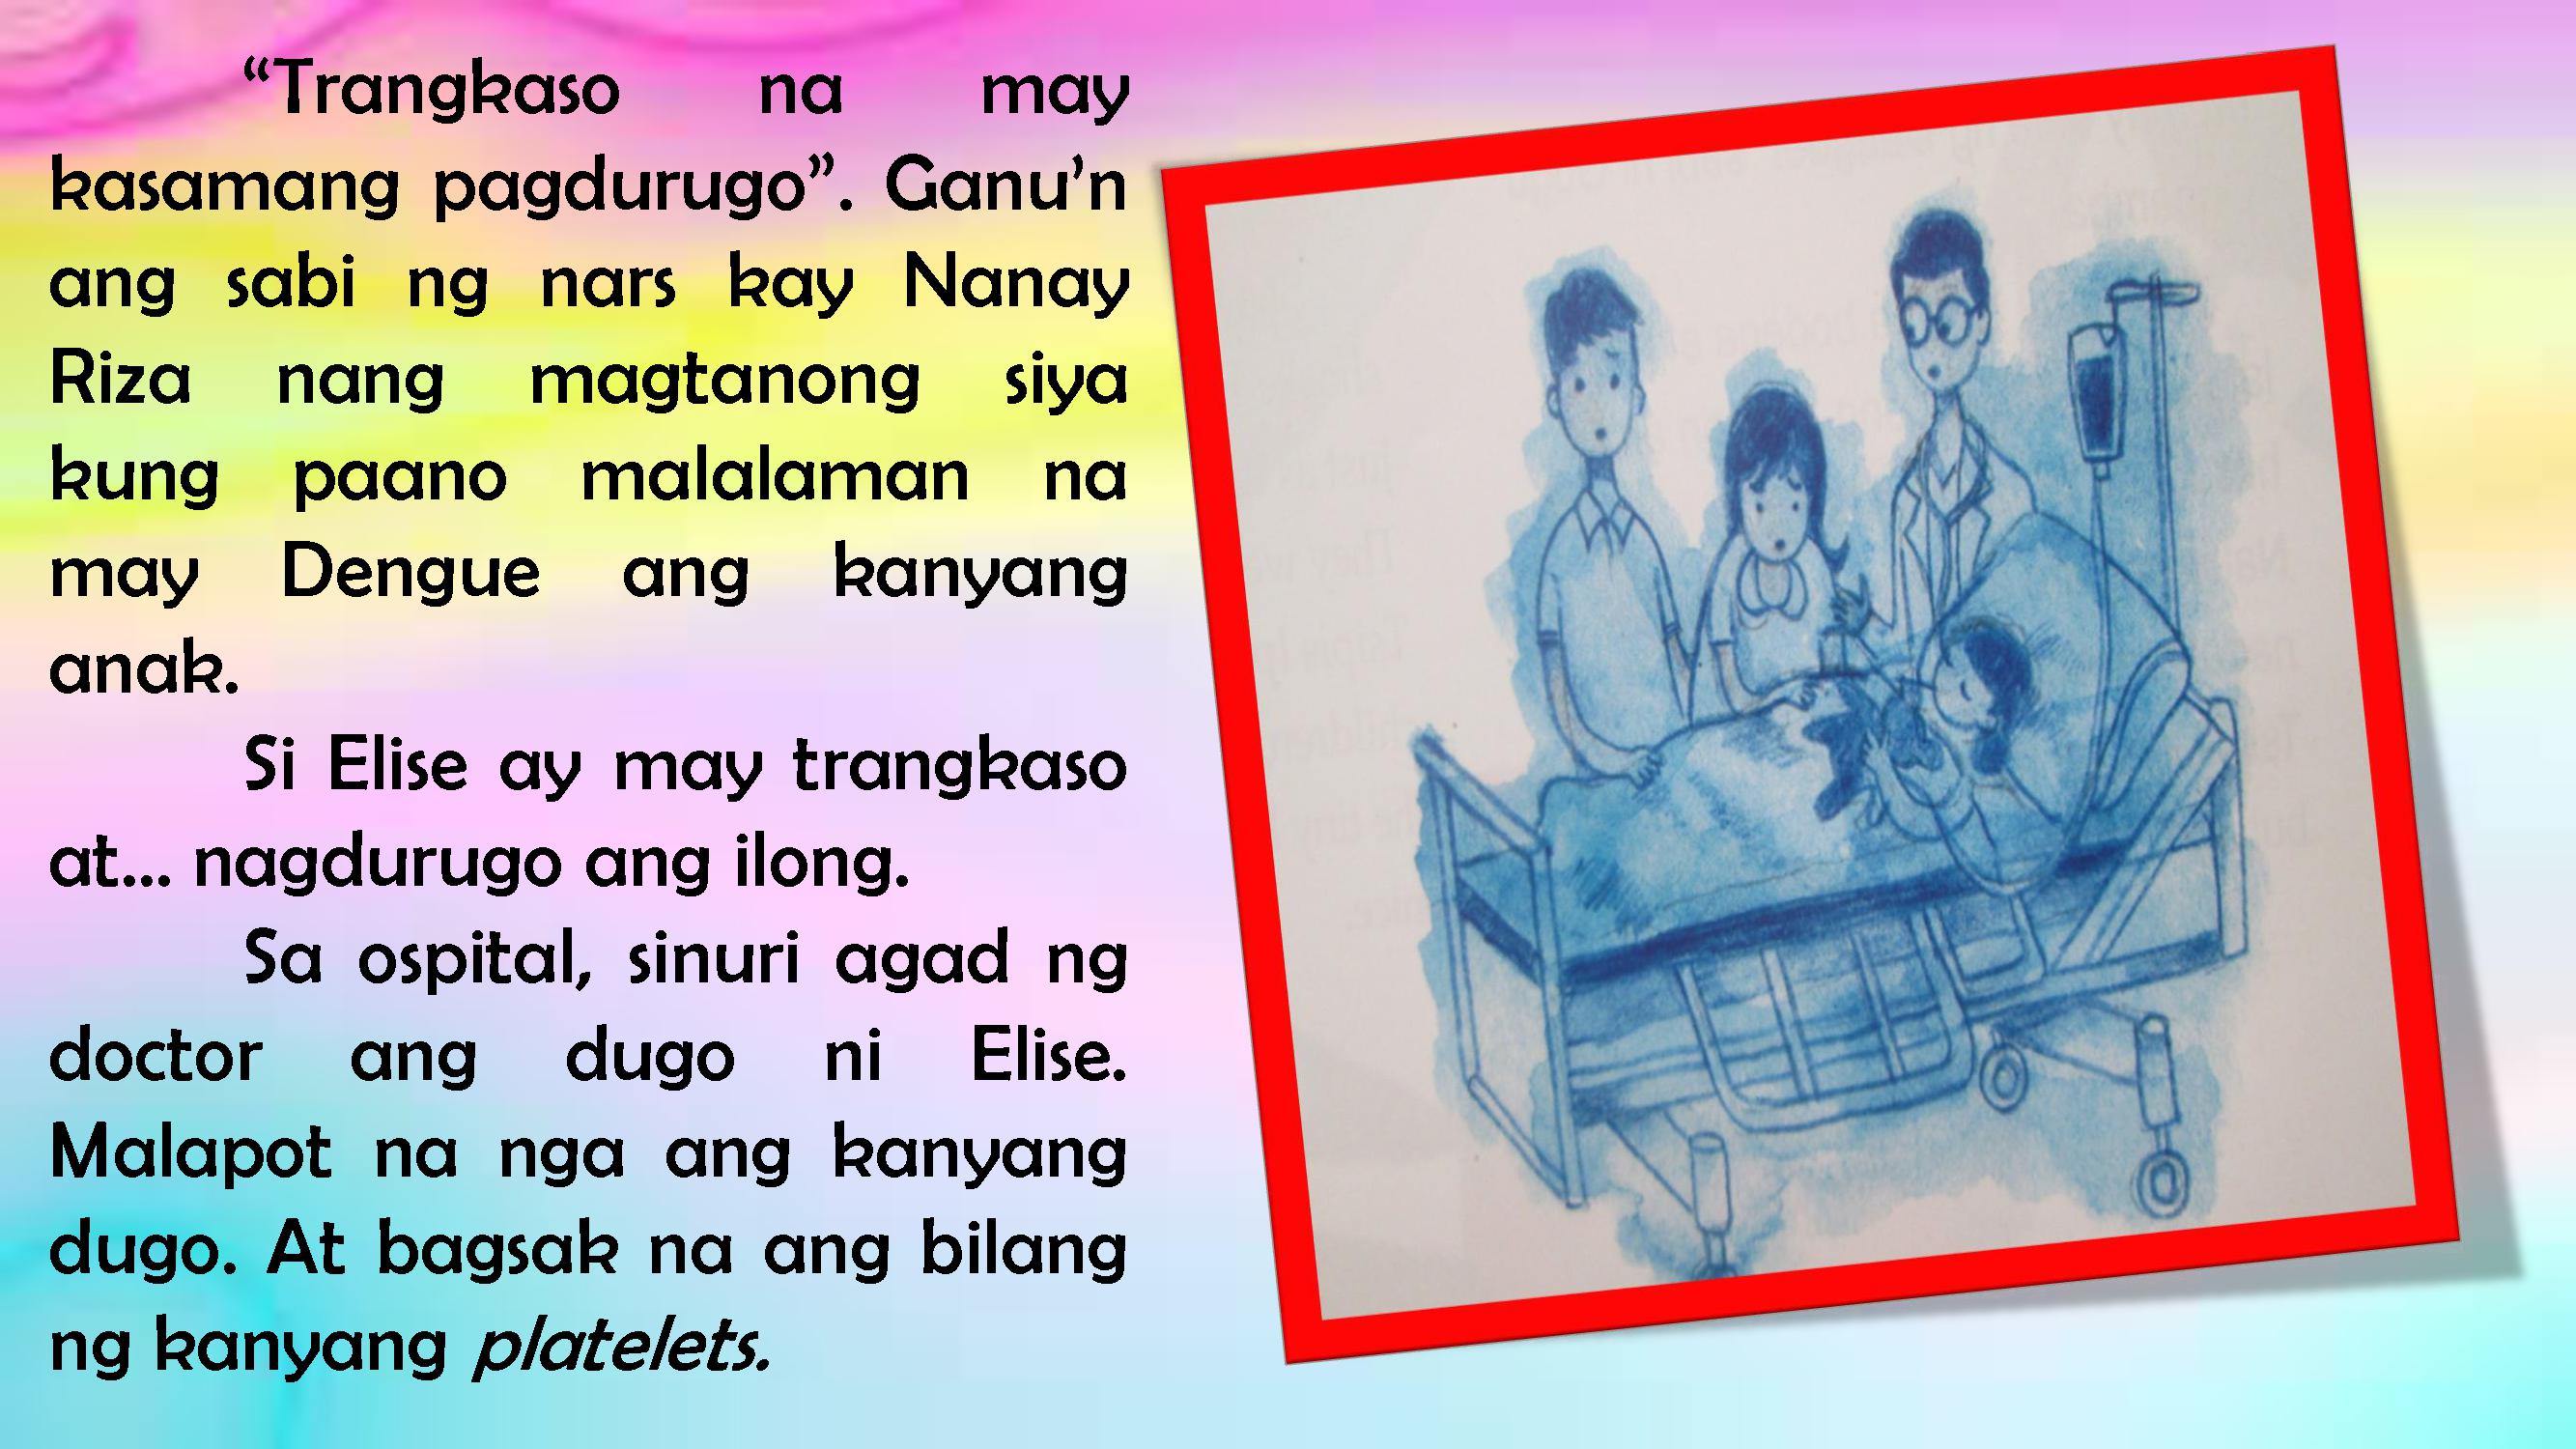 “Trangkaso na may
kasamang pagdurugo”. Ganu’n
ang sabi ng nars kay Nanay
Riza nang magtanong siya
kung paano malalaman na
may Dengue ang kanyang
anak.
Si Elise ay may trangkaso
at... nagdurugo ang ilong.
Sa ospital, sinuri agad ng
doctor ang dugo ni Elise.
Malapot na nga ang kanyang
dugo. At bagsak na ang bilang
ng kanyang platelets.